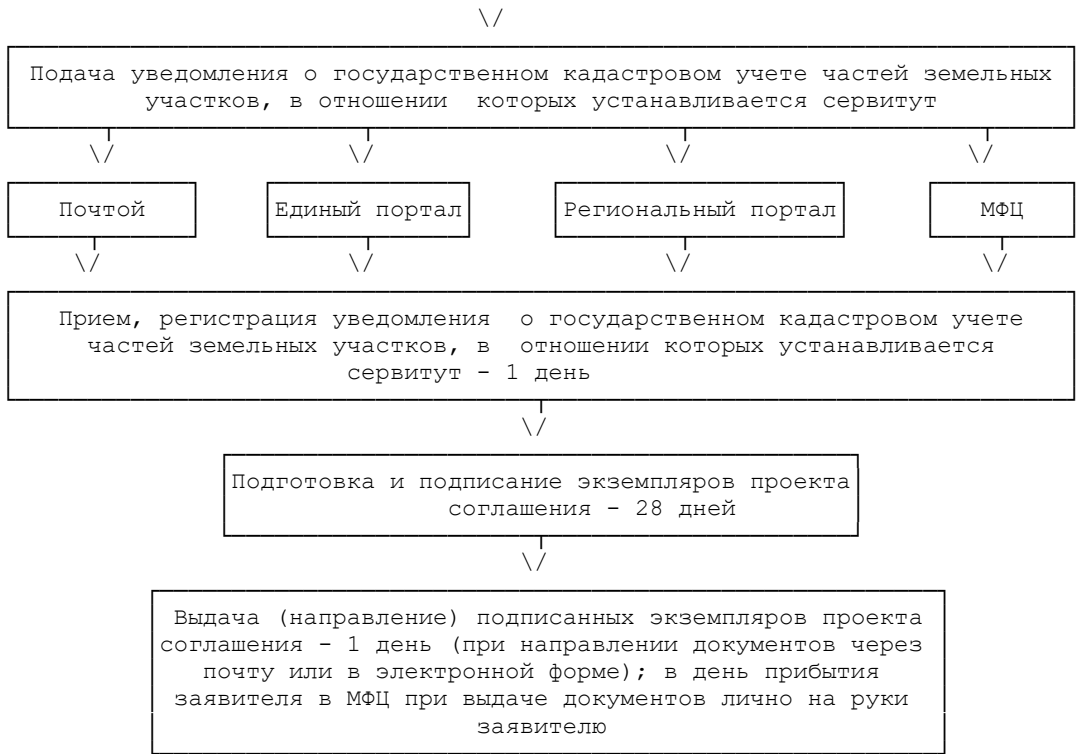 Подача уведомления о государственном кадастровом учете частей земельных
участков, в отношении которых устанавливается сервитут
Почтой
Единый портал
Региональный портал
МФЦ
Прием, регистрация уведомления о государственном кадастровом учете
частей земельных участков, в отношении которых устанавливается
сервитут - 1 день
Подготовка и подписание экземпляров проекта
соглашения - 28 дней
Выдача (направление) подписанных экземпляров проекта
соглашения - 1 день (при направлении документов через
почту или в электронной форме); в день прибытия
заявителя в МФЦ при выдаче документов лично на руки
заявителю